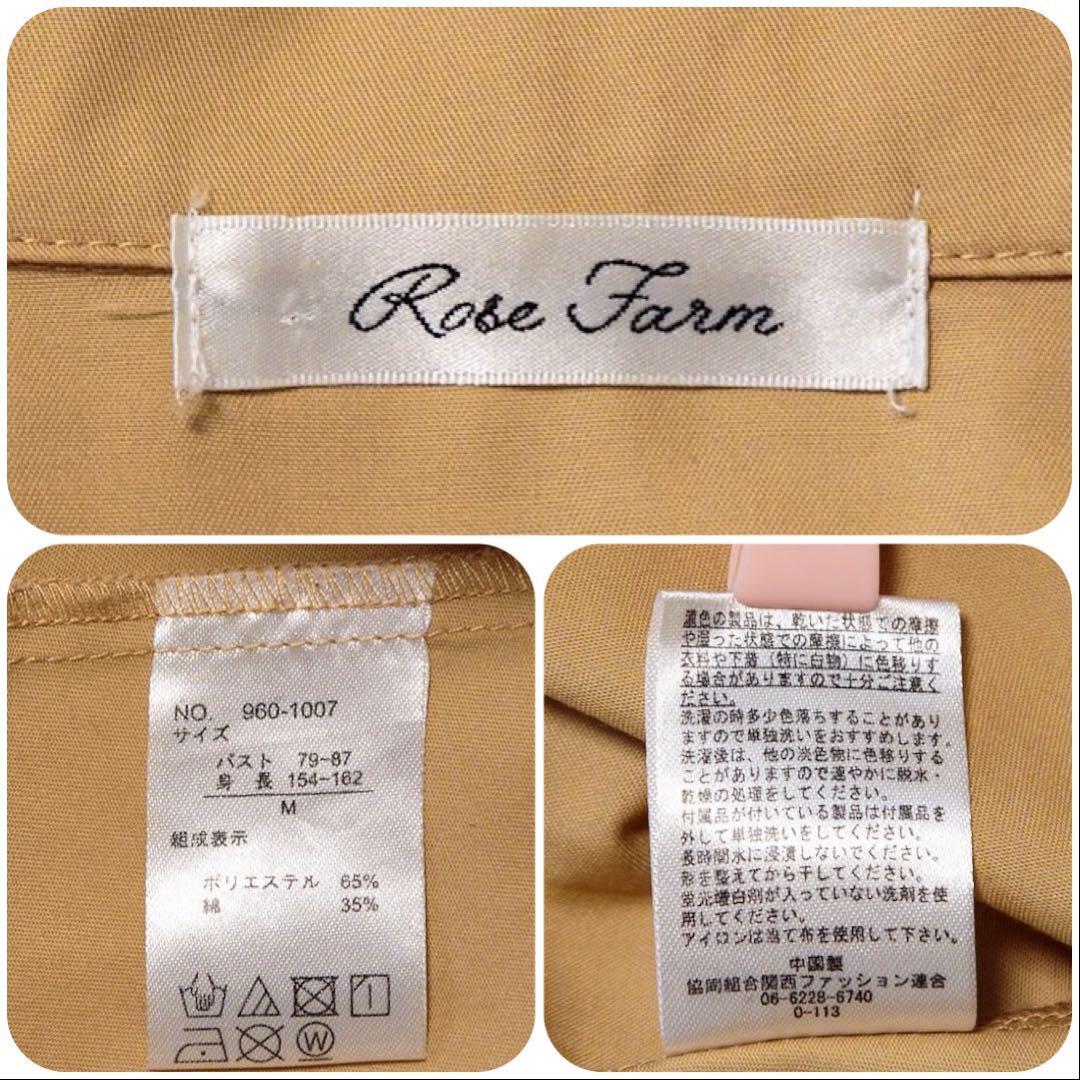 Rose Farm
NO. 960-1007
サイズ
バスト 79~87
身 長 154~162
M
組成表示
ポリエステル 65%
綿 35%
W
濃色の製品は、乾いた状態での摩擦
や湿った状態での摩擦によって他の
衣料や下着（特に白物）に色移りす
る場合がありますので十分ご注意く
ださい。
洗濯の時多少色落ちすることがあり
ますので単独洗いをおすすめします。
洗濯後は、他の淡色物に色移りする
ことがありますので速やかに脱水・
乾燥の処理をしてください。
付属品が付いている製品は付属品を
外して単独洗いをしてください。
長時間水に浸漬しないでください。
形を整えてから干してください。
蛍光増白剤が入っていない洗剤を使
用してください。
アイロンは当て布を使用して下さい。
中国製
協同組合関西ファッション連合
06-6228-6740
0-113